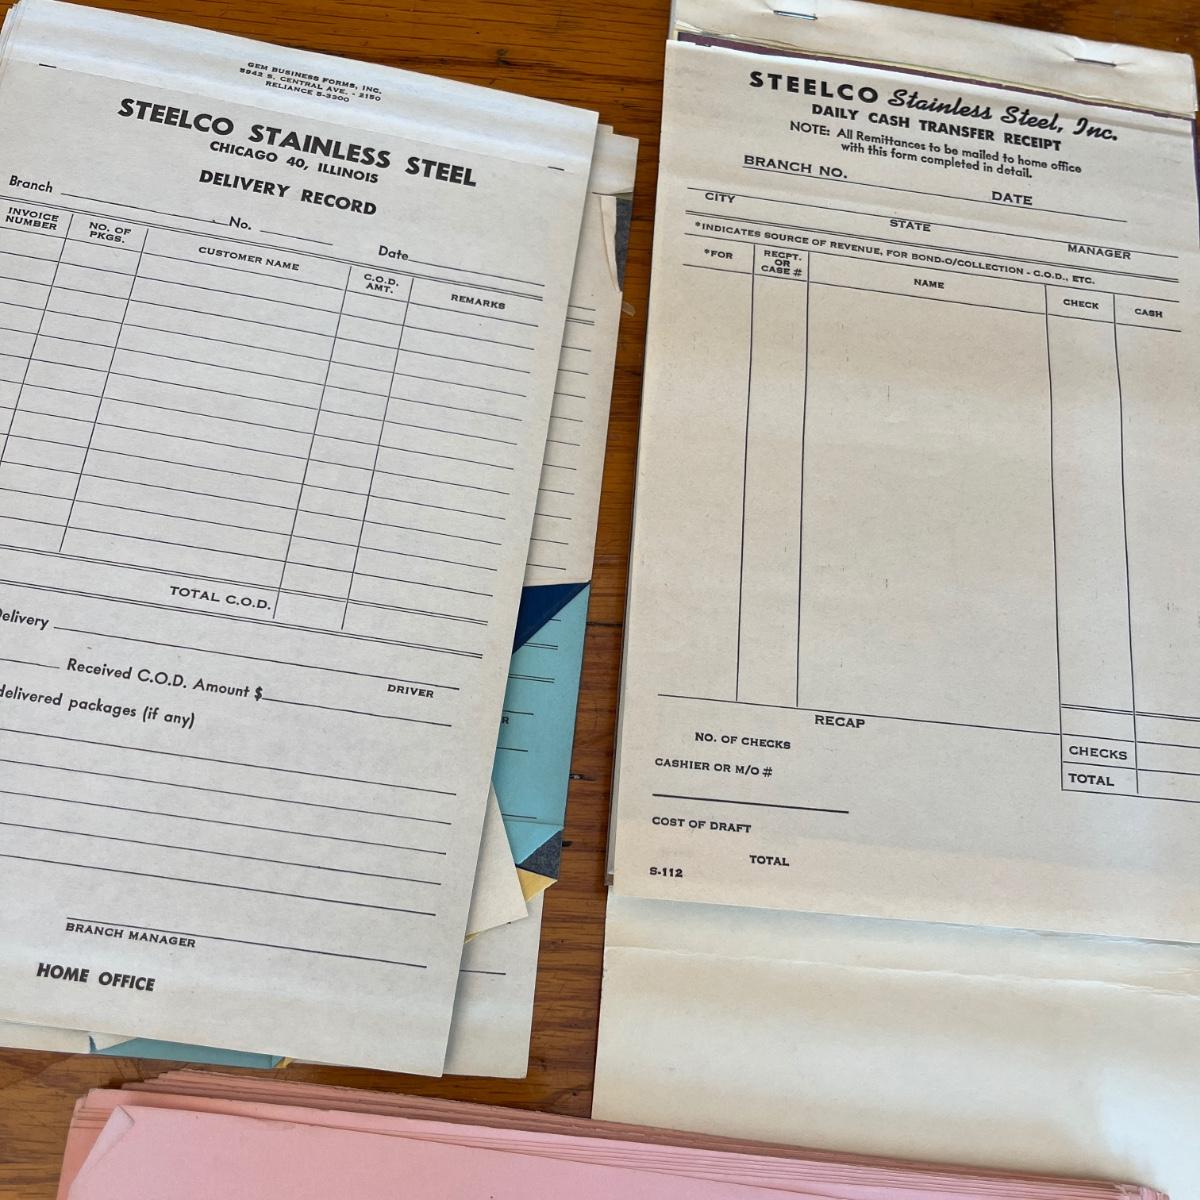 GEM BUSINESS FORMS, INC.
5942 S. CENTRAL AVE. - 2150
RELIANCE 5-3300
STEELCO STAINLESS STEEL
CHICAGO 40, ILLINOIS
DELIVERY RECORD
Branch No. Date
INVOICE NUMBER NO. OF PKGS. CUSTOMER NAME C.O.D. AMT. REMARKS
TOTAL C.O.D.
Delivery
DRIVER
Received C.O.D. Amount $
delivered packages (if any)
BRANCH MANAGER
HOME OFFICE
STEELCO Stainless Steel, Inc.
DAILY CASH TRANSFER RECEIPT
NOTE: All Remittances to be mailed to home office
with this form completed in detail.
BRANCH NO. DATE
CITY STATE MANAGER
*INDICATES SOURCE OF REVENUE, FOR BOND-O/COLLECTION - C.O.D., ETC.
*FOR RECPT. OR CASE # NAME CHECK CASH
RECAP
NO. OF CHECKS
CHECKS
CASHIER OR M/O #
TOTAL
COST OF DRAFT
TOTAL
S-112